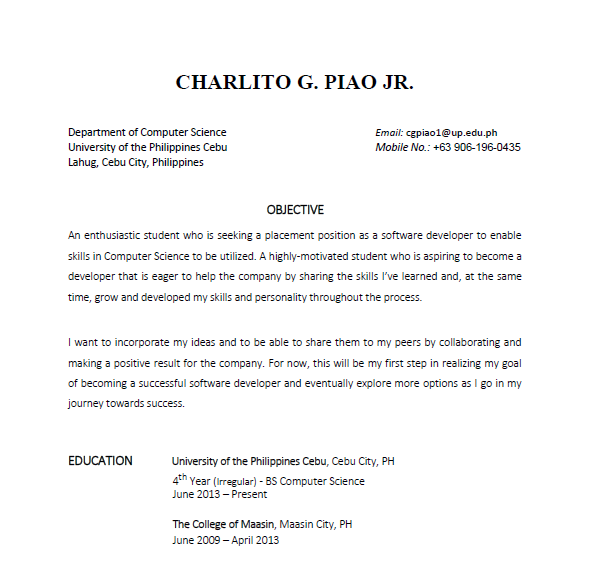 CHARLITO G. PIAO JR.
Department of Computer Science
University of the Philippines Cebu
Lahug, Cebu City, Philippines
Email: cgpiao1@up.edu.ph
Mobile No.: +63 906-196-0435
OBJECTIVE
An enthusiastic student who is seeking a placement position as a software developer to enable
skills in Computer Science to be utilized. A highly-motivated student who is aspiring to become a
developer that is eager to help the company by sharing the skills I've learned and, at the same
time, grow and developed my skills and personality throughout the process.
I want to incorporate my ideas and to be able to share them to my peers by collaborating and
making a positive result for the company. For now, this will be my first step in realizing my goal
of becoming a successful software developer and eventually explore more options as I go in my
journey towards success.
EDUCATION University of the Philippines Cebu, Cebu City, PH
4th Year (Irregular) - BS Computer Science
June 2013 – Present
The College of Maasin, Maasin City, PH
June 2009 – April 2013